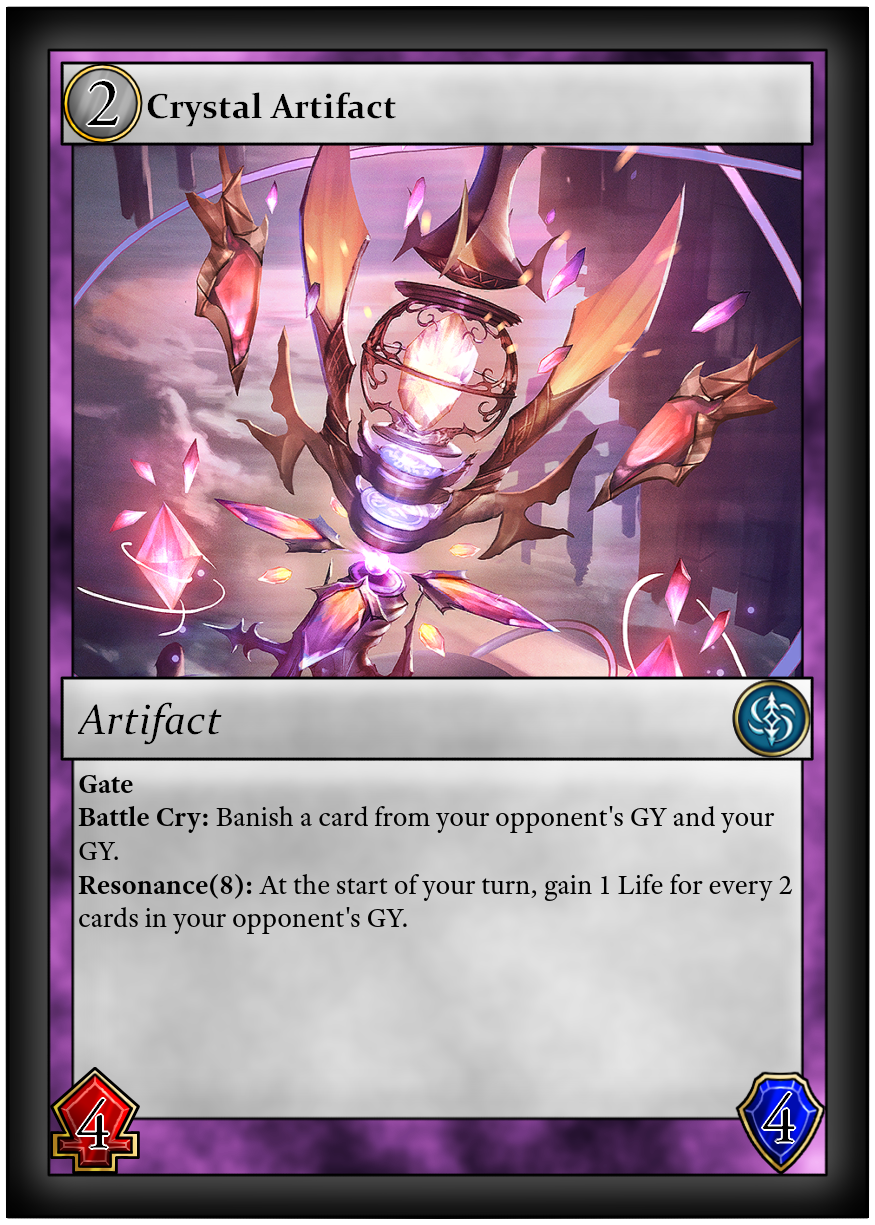 2 Crystal Artifact
Artifact
Gate
Battle Cry: Banish a card from your opponent's GY and your
GY.
Resonance(8): At the start of your turn, gain 1 Life for every 2
cards in your opponent's GY.
4 4